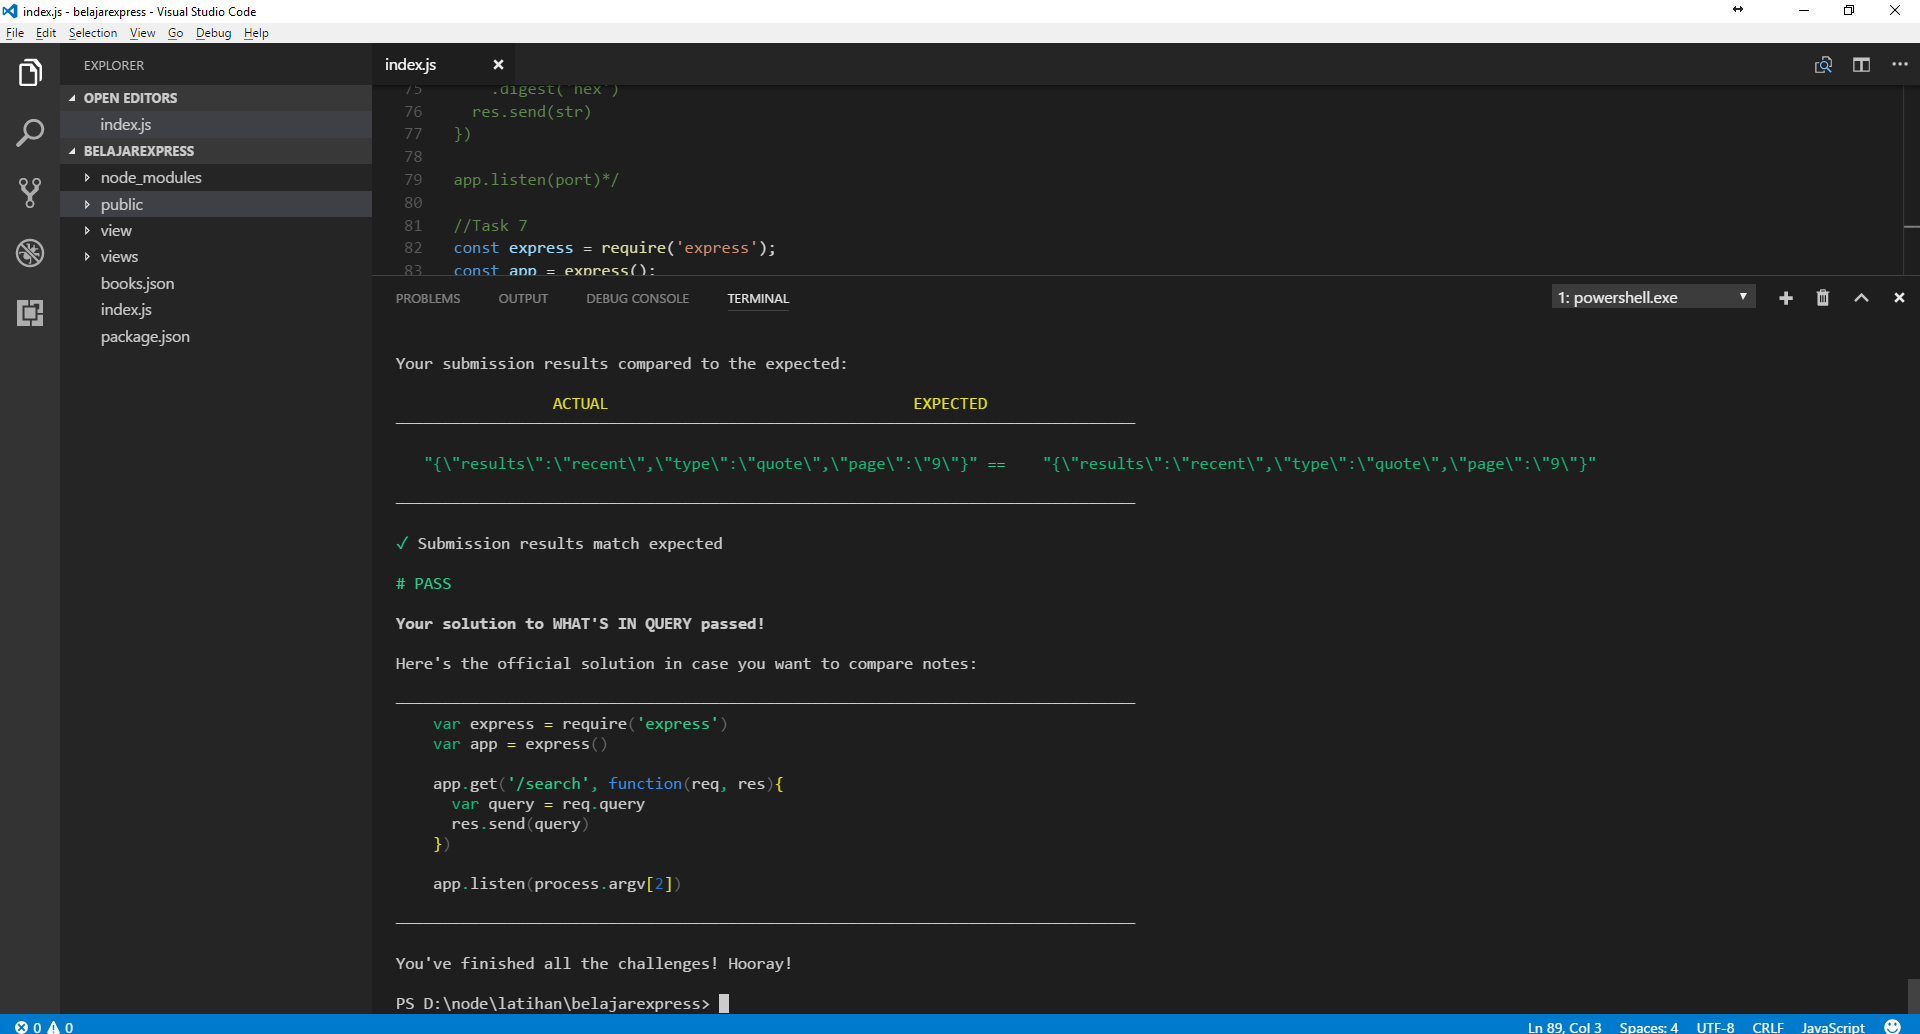 index.js - belajarexpress - Visual Studio Code
File Edit Selection View Go Debug Help
EXPLORER
OPEN EDITORS
index.js
BELAJAREXPRESS
node_modules
public
view
views
books.json
index.js
package.json
index.js
75 .digest('hex')
76 res.send(str)
77 })
78
79 app.listen(port)*/
80
81 //Task 7
82 const express = require('express');
83 const app = express();
PROBLEMS OUTPUT DEBUG CONSOLE TERMINAL 1: powershell.exe
Your submission results compared to the expected:
ACTUAL EXPECTED
"{\"results\":\"recent\",\"type\":\"quote\",\"page\":\"9\"}" == "{\"results\":\"recent\",\"type\":\"quote\",\"page\":\"9\"}"
✓ Submission results match expected
# PASS
Your solution to WHAT'S IN QUERY passed!
Here's the official solution in case you want to compare notes:
var express = require('express')
var app = express()
app.get('/search', function(req, res){
var query = req.query
res.send(query)
})
app.listen(process.argv[2])
You've finished all the challenges! Hooray!
PS D:\node\latihan\belajarexpress>
0 0 Ln 89, Col 3 Spaces: 4 UTF-8 CRLF JavaScript